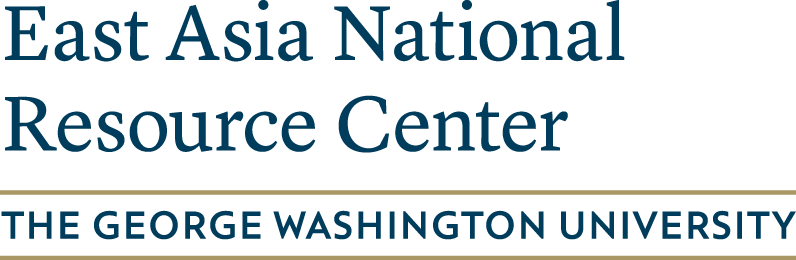 East Asia National
Resource Center
THE GEORGE WASHINGTON UNIVERSITY